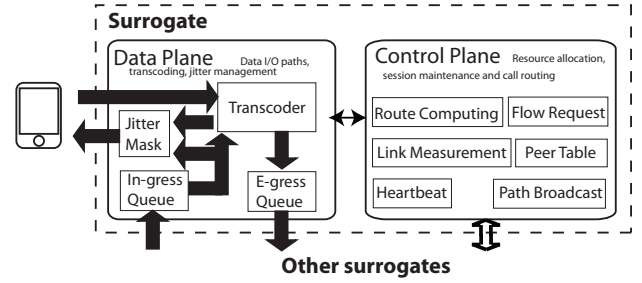 Surrogate
Data Plane
Data I/O paths,
transcoding, jitter management
Transcoder
Jitter
Mask
In-gress
Queue
E-gress
Queue
Control Plane
Resource allocation,
session maintenance and call routing
Route Computing
Flow Request
Link Measurement
Peer Table
Heartbeat
Path Broadcast
Other surrogates